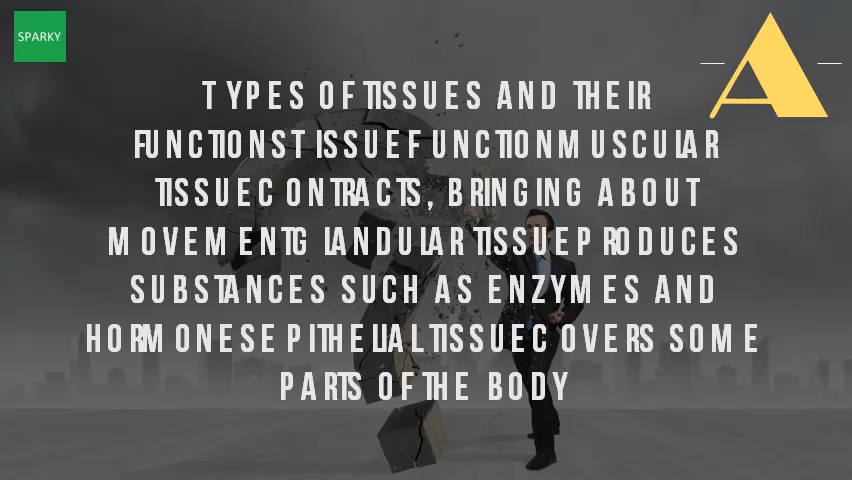 SPARKY
A
TYPES OF TISSUES AND THEIR
FUNCTIONSTISSUEFUNCTIONMUSCULAR
TISSUECONTRACTS, BRINGING ABOUT
MOVEMENTGLANDULARTISSUEPRODUCES
SUBSTANCES SUCH AS ENZYMES AND
HORMONESEPITHELIALTISSUECOVERS SOME
PARTS OF THE BODY